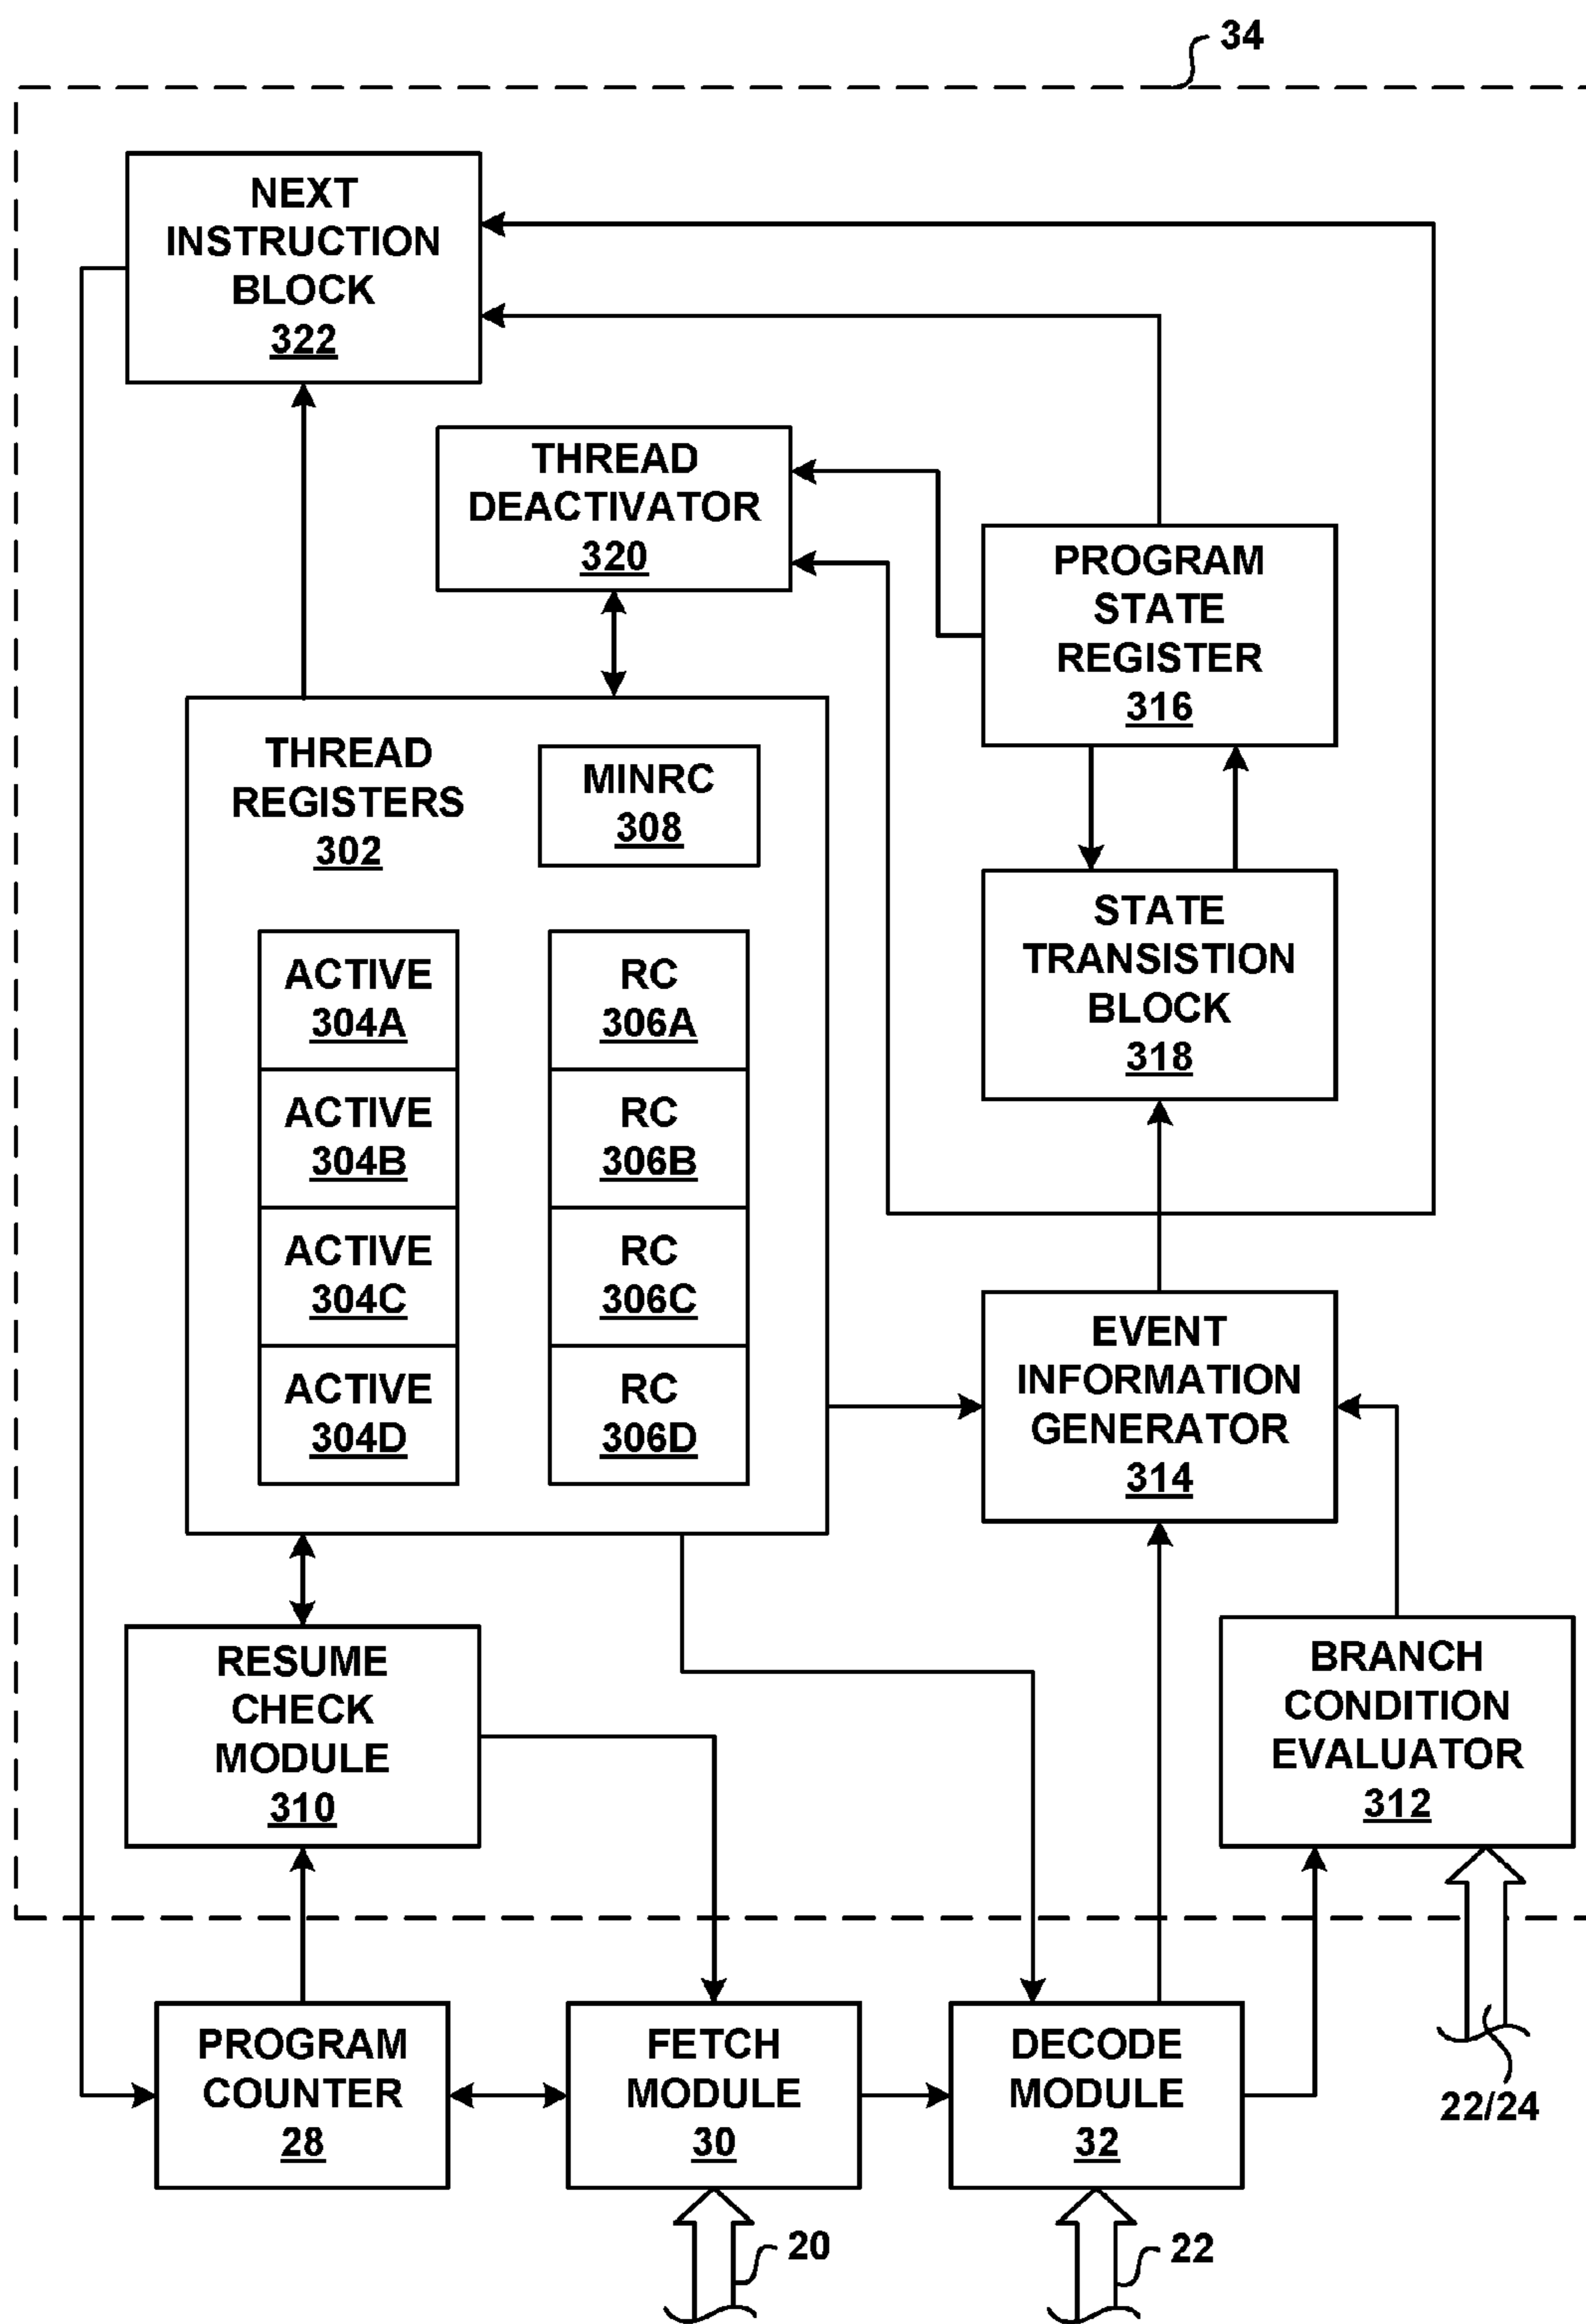 34
NEXT
INSTRUCTION
BLOCK
322
THREAD
DEACTIVATOR
320
PROGRAM
STATE
REGISTER
316
THREAD
REGISTERS
302
MINRC
308
STATE
TRANSISTION
BLOCK
318
ACTIVE
304A
RC
306A
ACTIVE
304B
RC
306B
ACTIVE
304C
RC
306C
ACTIVE
304D
RC
306D
EVENT
INFORMATION
GENERATOR
314
RESUME
CHECK
MODULE
310
BRANCH
CONDITION
EVALUATOR
312
PROGRAM
COUNTER
28
FETCH
MODULE
30
DECODE
MODULE
32
22/24
20
22